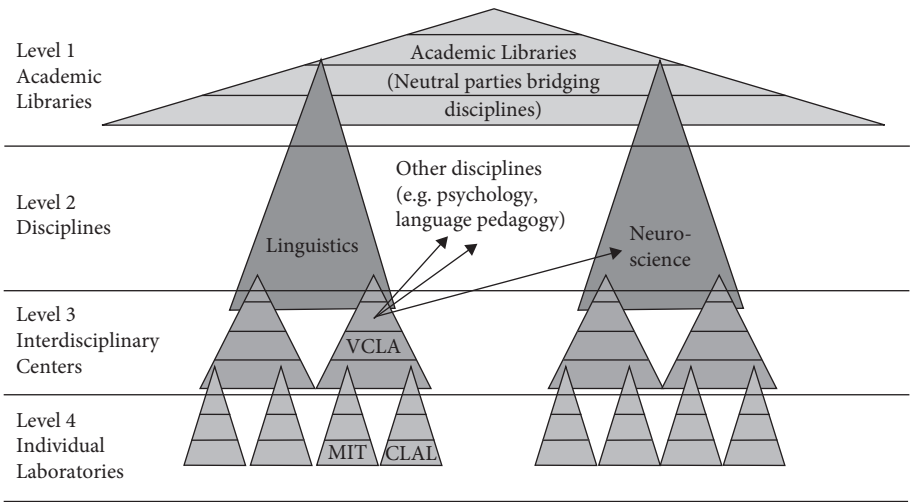 Level 1
Academic
Libraries
Academic Libraries
(Neutral parties bridging
disciplines)
Level 2
Disciplines
Other disciplines
(e.g. psychology,
language pedagogy)
Linguistics
Neuro-
science
Level 3
Interdisciplinary
Centers
VCLA
Level 4
Individual
Laboratories
MIT
CLAL